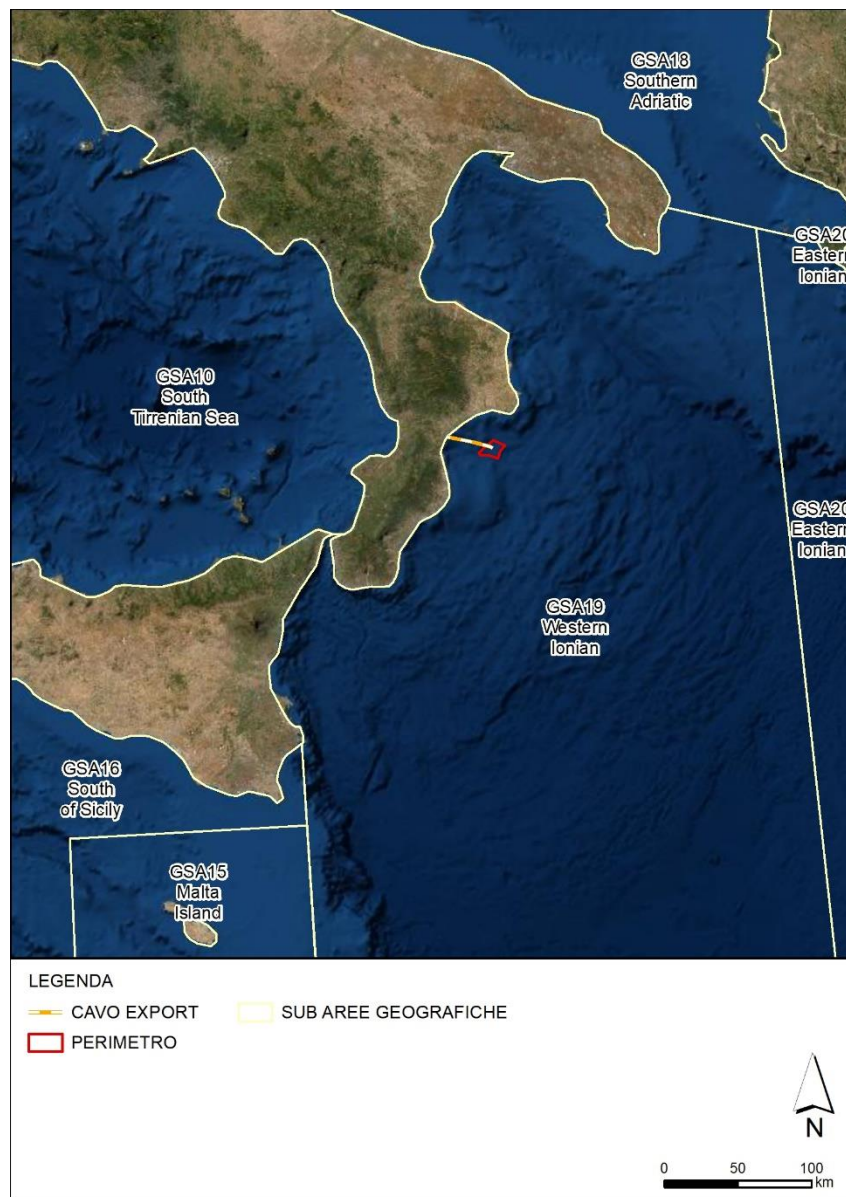 GSA18
Southern
Adriatic
GSA20
Eastern
Ionian
GSA10
South
Tirrenian Sea
GSA20
Eastern
Ionian
GSA19
Western
Ionian
GSA16
South
of Sicily
GSA15
Malta
Island
LEGENDA
CAVO EXPORT
SUB AREE GEOGRAFICHE
PERIMETRO
N
0 50 100
km